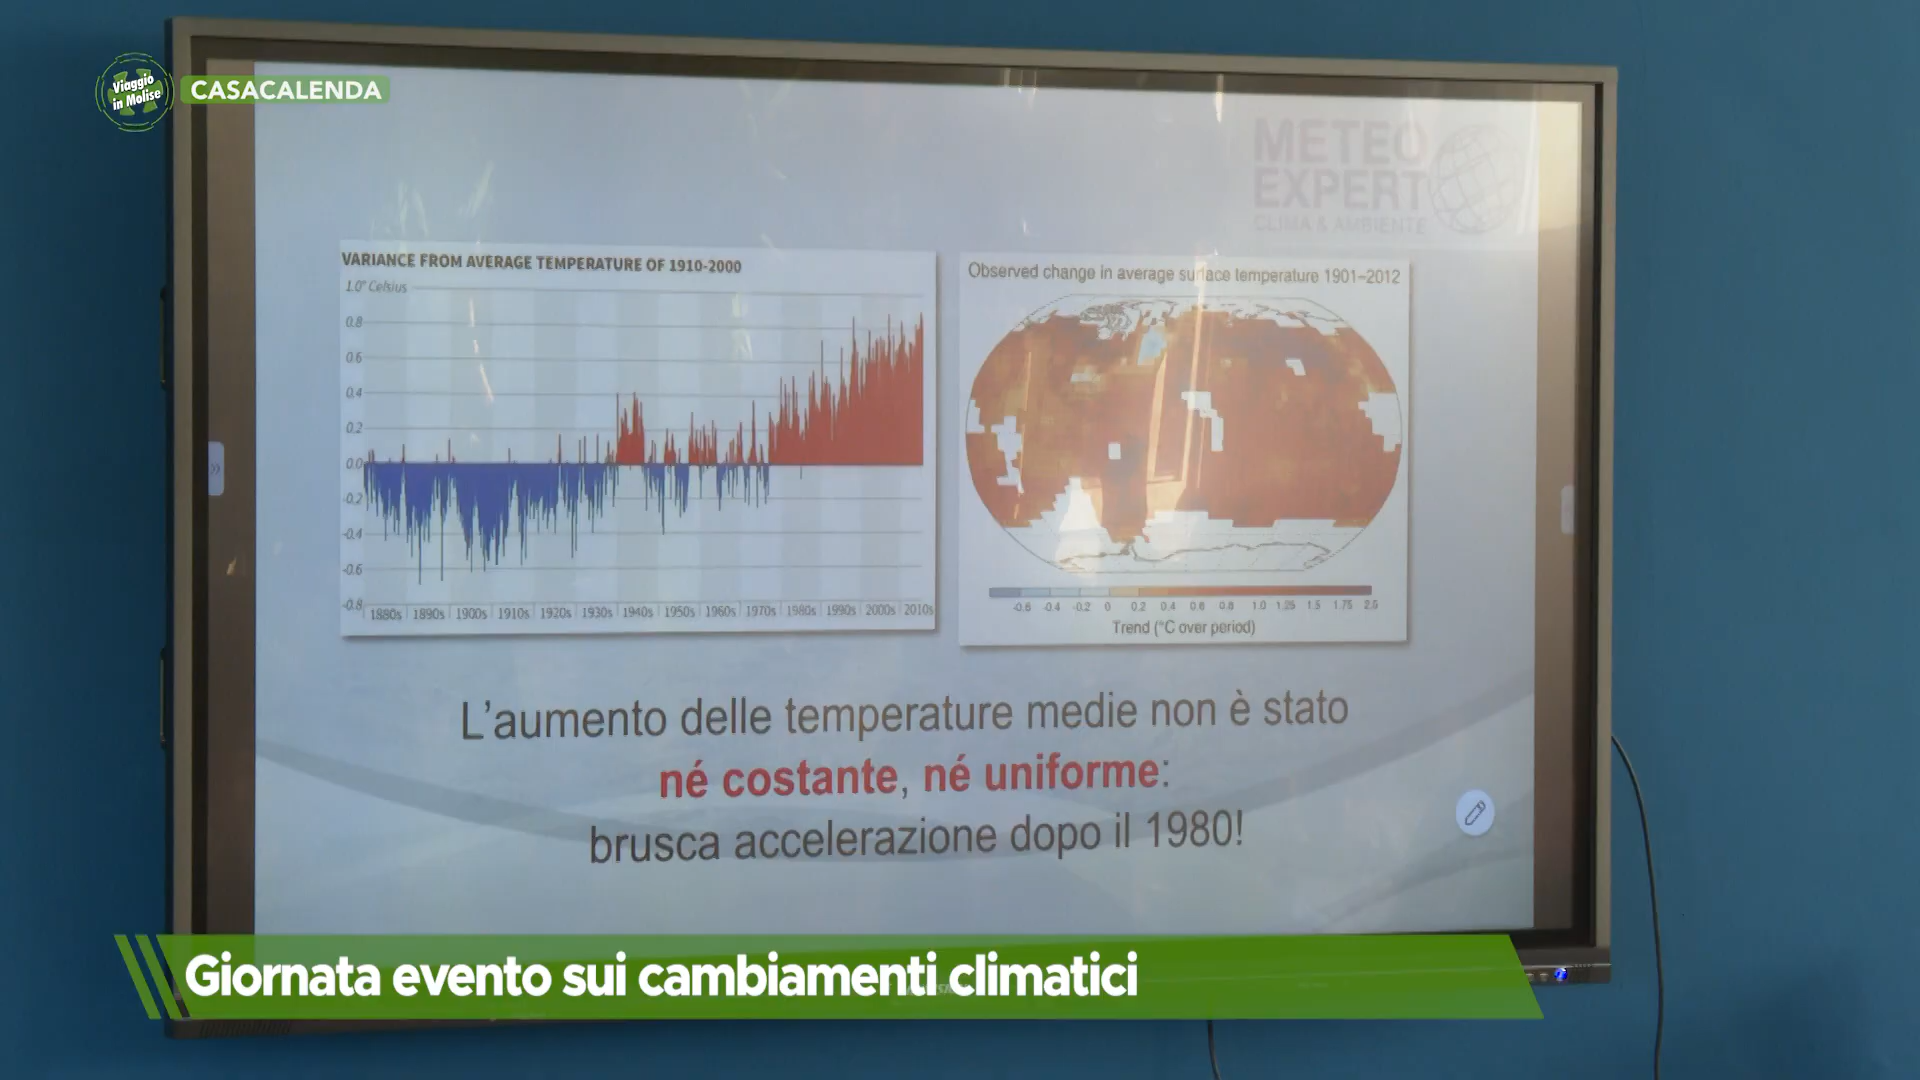 Viaggio
in Molise
CASACALENDA
METEO
EXPERT
CLIMA & AMBIENTE
VARIANCE FROM AVERAGE TEMPERATURE OF 1910-2000
1.0° Celsius
0.8
0.6
0.4
0.2
0.0
-0.2
-0.4
-0.6
-0.8
1880s 1890s 1900s 1910s 1920s 1930s 1940s 1950s 1960s 1970s 1980s 1990s 2000s 2010s
Observed change in average surface temperature 1901–2012
-0.6 -0.4 -0.2 0 0.2 0.4 0.6 0.8 1.0 1.25 1.5 1.75 2.5
Trend (°C over period)
L'aumento delle temperature medie non è stato
né costante, né uniforme:
brusca accelerazione dopo il 1980!
Giornata evento sui cambiamenti climatici